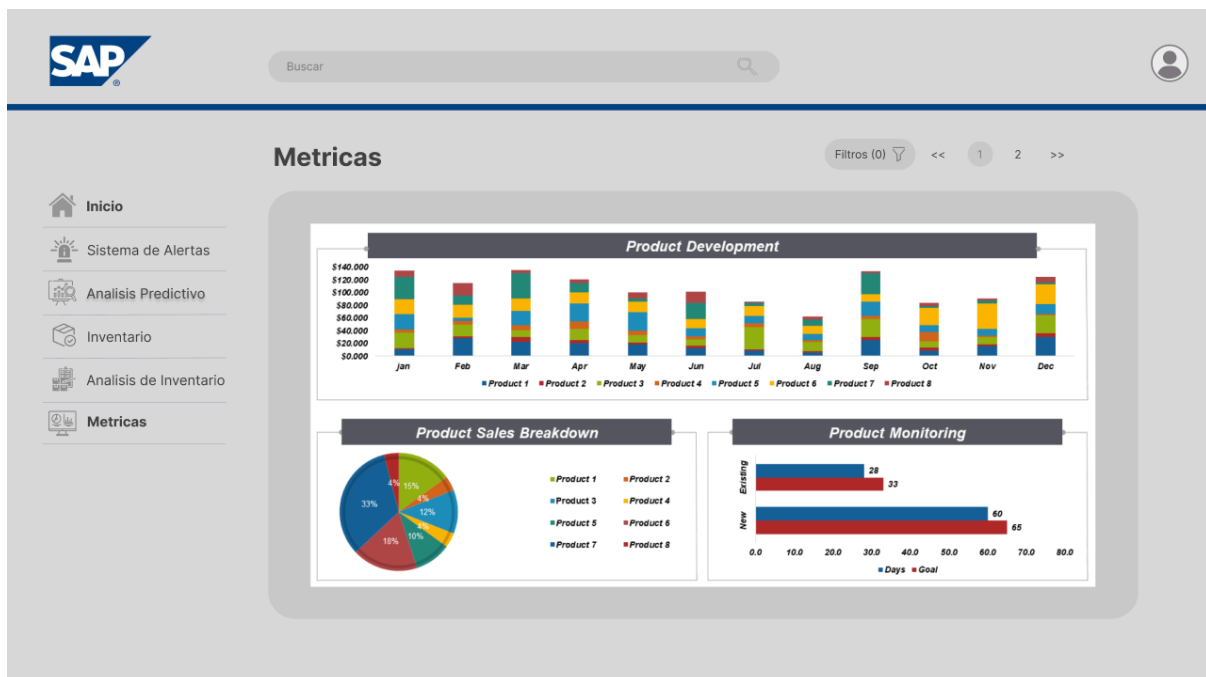 SAP
®
Buscar
Metricas
Filtros (0) << 1 2 >>
Inicio
Sistema de Alertas
Analisis Predictivo
Inventario
Analisis de Inventario
Metricas
Product Development
$140.000
$120.000
$100.000
$80.000
$60.000
$40.000
$20.000
$0.000
Jan Feb Mar Apr May Jun Jul Aug Sep Oct Nov Dec
Product 1 Product 2 Product 3 Product 4 Product 5 Product 6 Product 7 Product 8
Product Sales Breakdown
4% 15%
33% 4%
12%
4%
18% 10%
Product 1 Product 2
Product 3 Product 4
Product 5 Product 6
Product 7 Product 8
Product Monitoring
Existing 28
33
New 60
65
0.0 10.0 20.0 30.0 40.0 50.0 60.0 70.0 80.0
Days Goal